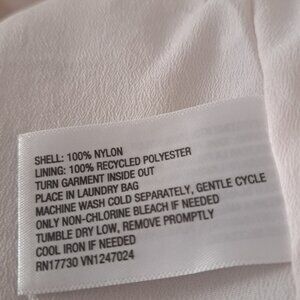 SHELL: 100% NYLON
LINING: 100% RECYCLED POLYESTER
TURN GARMENT INSIDE OUT
PLACE IN LAUNDRY BAG
MACHINE WASH COLD SEPARATELY, GENTLE CYCLE
ONLY NON-CHLORINE BLEACH IF NEEDED
TUMBLE DRY LOW, REMOVE PROMPTLY
COOL IRON IF NEEDED
RN17730 VN1247024